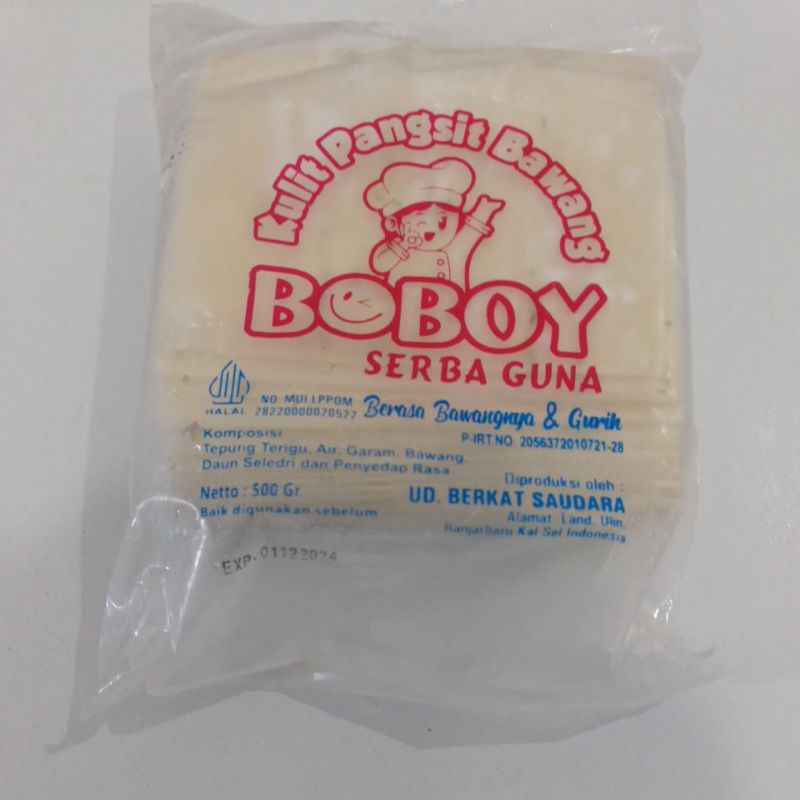 Kulit Pangsit Bawang
BOBOY
SERBA GUNA
HALAL
NO MUI LPPOM
28220000020522
Berasa Bawangnya & Gurih
P-IRT.NO 2056372010721-28
Komposisi
Tepung Terigu, Air, Garam, Bawang,
Daun Seledri dan Penyedap Rasa
Netto : 500 Gr
Baik digunakan sebelum
Diproduksi oleh :
UD. BERKAT SAUDARA
Alamat Land. Ulin,
Banjarbaru Kal Sel Indonesia
EXP. 01122024